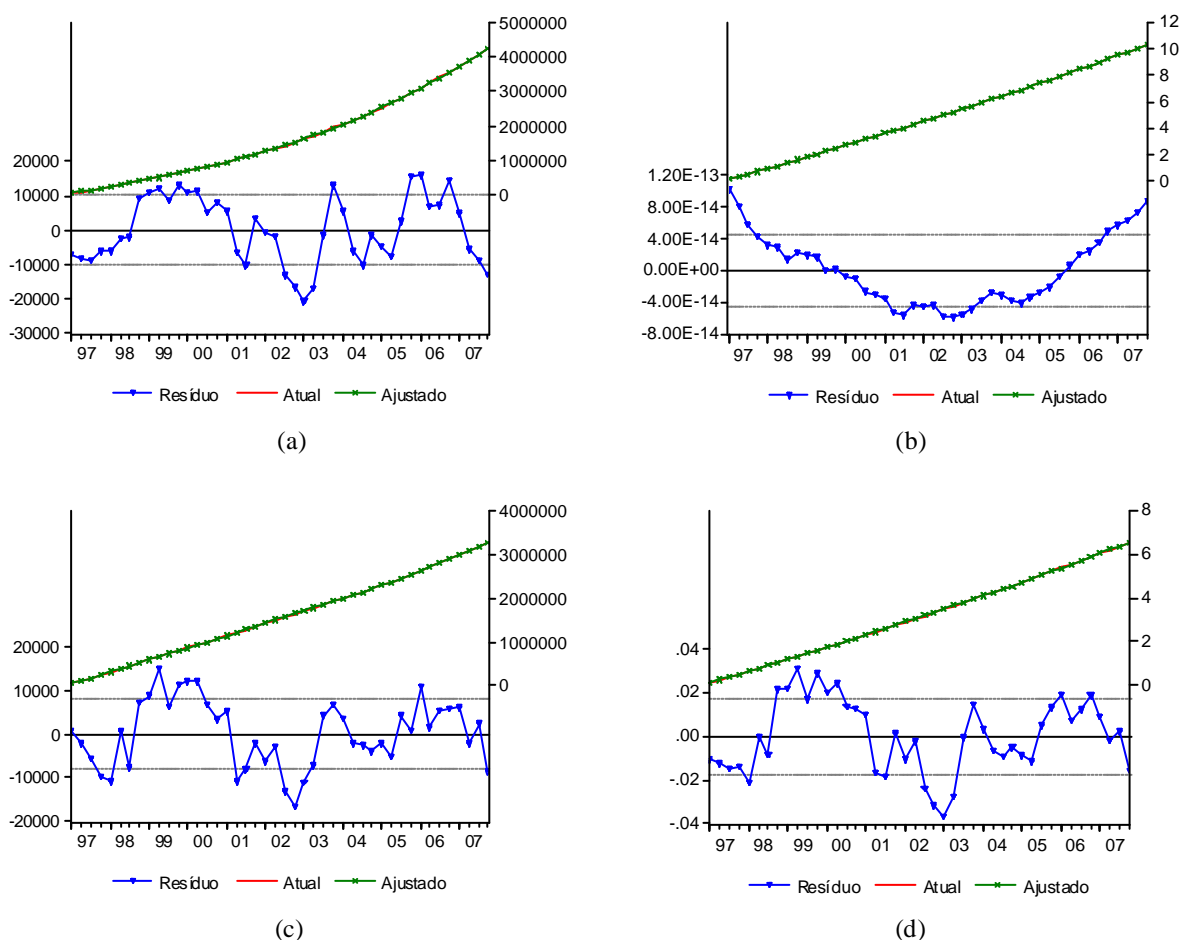 5000000
4000000
3000000
2000000
1000000
0
20000
10000
0
-10000
-20000
-30000
97 98 99 00 01 02 03 04 05 06 07
Resíduo Atual Ajustado
(a)
12
10
8
6
4
2
0
1.20E-13
8.00E-14
4.00E-14
0.00E+00
-4.00E-14
-8.00E-14
97 98 99 00 01 02 03 04 05 06 07
Resíduo Atual Ajustado
(b)
4000000
3000000
2000000
1000000
0
20000
10000
0
-10000
-20000
97 98 99 00 01 02 03 04 05 06 07
Resíduo Atual Ajustado
(c)
8
6
4
2
0
.04
.02
.00
-.02
-.04
97 98 99 00 01 02 03 04 05 06 07
Resíduo Atual Ajustado
(d)